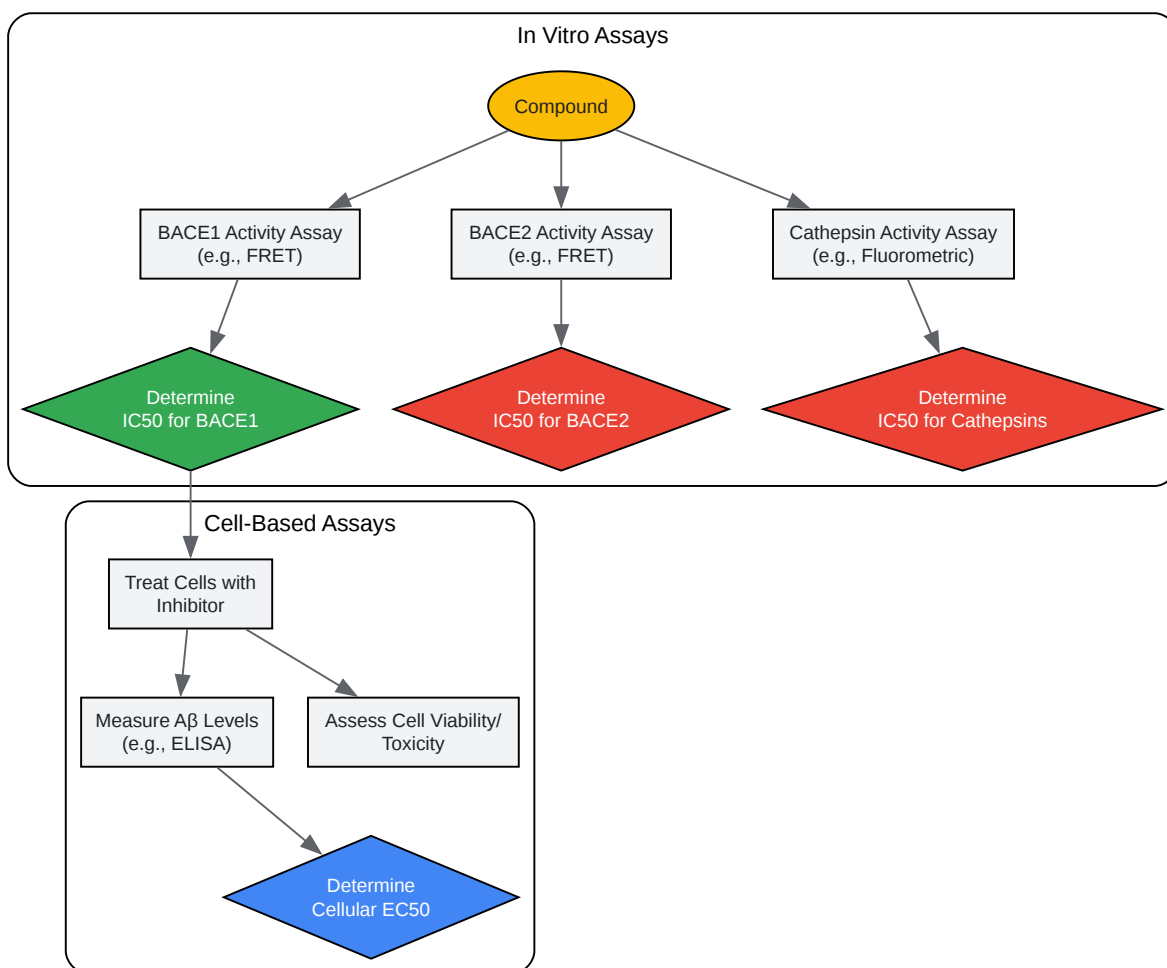 In Vitro Assays
Compound
BACE1 Activity Assay
(e.g., FRET)
BACE2 Activity Assay
(e.g., FRET)
Cathepsin Activity Assay
(e.g., Fluorometric)
Determine
IC50 for BACE1
Determine
IC50 for BACE2
Determine
IC50 for Cathepsins
Cell-Based Assays
Treat Cells with
Inhibitor
Measure Aβ Levels
(e.g., ELISA)
Assess Cell Viability/
Toxicity
Determine
Cellular EC50